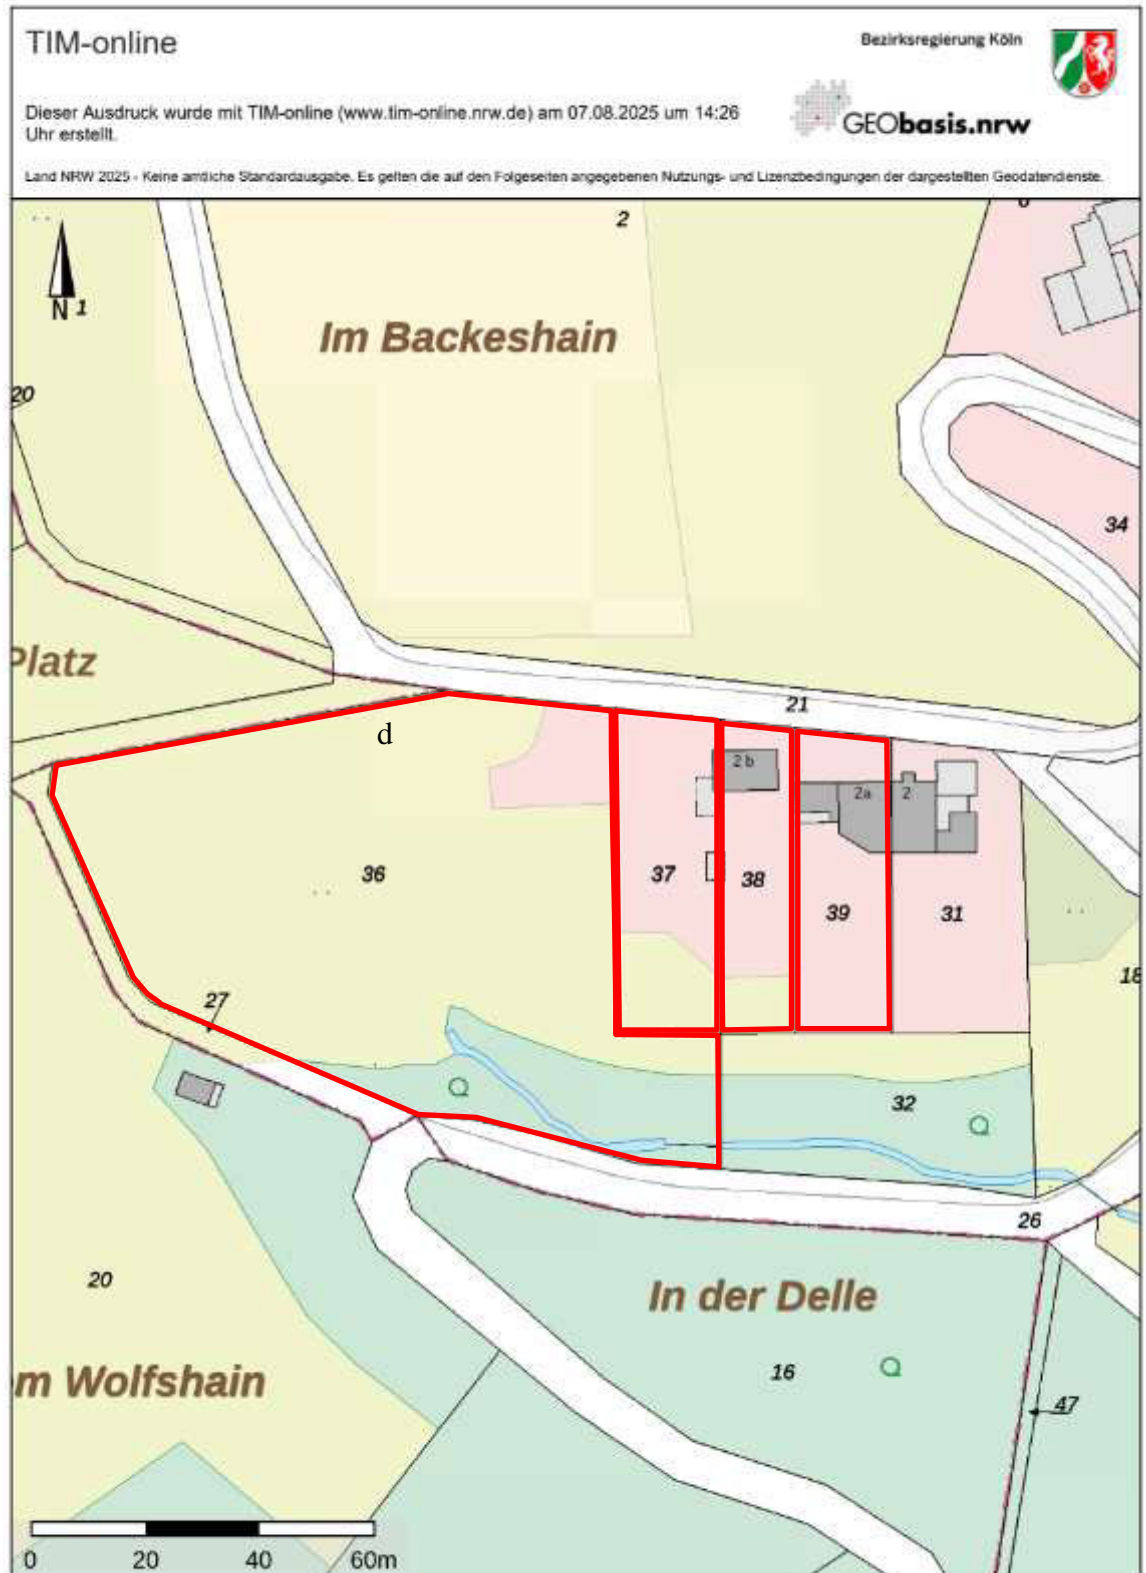 TIM-online
Bezirksregierung Köln
Dieser Ausdruck wurde mit TIM-online (www.tim-online.nrw.de) am 07.08.2025 um 14:26
Uhr erstellt.
GEObasis.nrw
Land NRW 2025 - Keine amtliche Standardausgabe. Es gelten die auf den Folgeseiten angegebenen Nutzungs- und Lizenzbedingungen der dargestellten Geodatendienste.
2
N 1
Im Backeshain
20
34
Platz
21
d
2 b
2a
2
36
37
38
39
31
18
27
32
26
20
In der Delle
16
m Wolfshain
47
0 20 40 60m